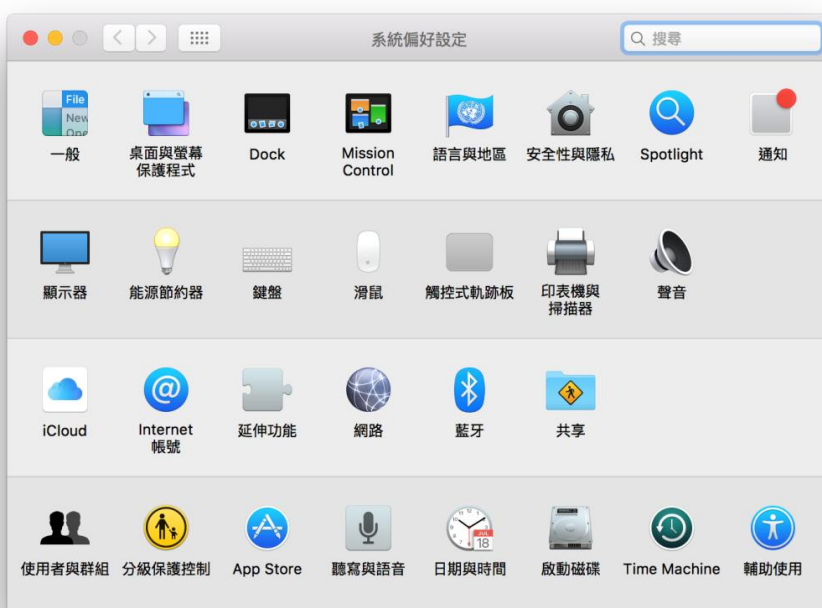 系統偏好設定
搜尋
File
New
一般
桌面與螢幕
保護程式
Dock
Mission
Control
語言與地區
安全性與隱私
Spotlight
通知
顯示器
能源節約器
鍵盤
滑鼠
觸控式軌跡板
印表機與
掃描器
聲音
iCloud
Internet
帳號
延伸功能
網路
藍牙
共享
JUL
18
使用者與群組
分級保護控制
App Store
聽寫與語音
日期與時間
啟動磁碟
Time Machine
輔助使用